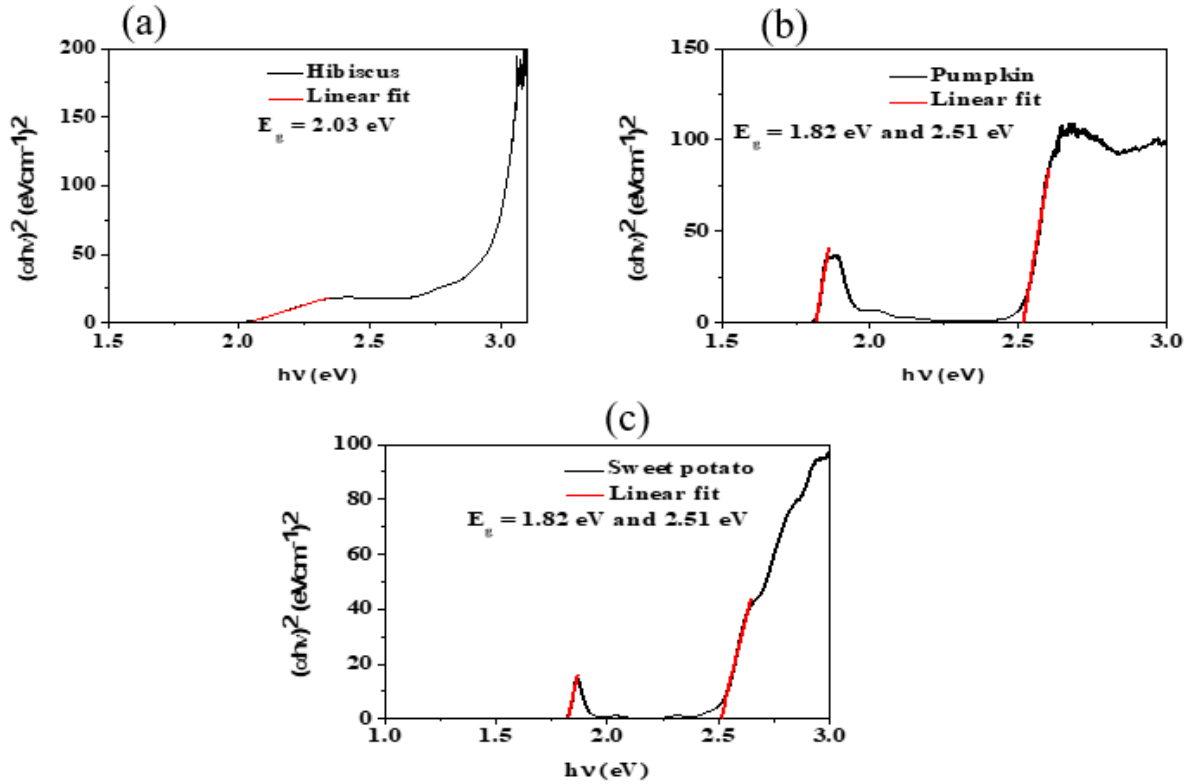 (a)
200
150
100
50
0
(αhν)² (eVcm⁻¹)²
Hibiscus
Linear fit
E_g = 2.03 eV
1.5 2.0 2.5 3.0
hν (eV)
(b)
150
100
50
0
(αhν)² (eVcm⁻¹)²
Pumpkin
Linear fit
E_g = 1.82 eV and 2.51 eV
1.5 2.0 2.5 3.0
hν (eV)
(c)
100
80
60
40
20
0
(αhν)² (eVcm⁻¹)²
Sweet potato
Linear fit
E_g = 1.82 eV and 2.51 eV
1.0 1.5 2.0 2.5 3.0
hν (eV)